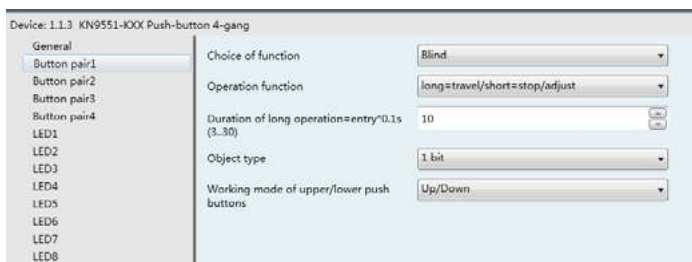 Device: 1.1.3 KN9551-KXX Push-button 4-gang
General
Button pair1
Button pair2
Button pair3
Button pair4
LED1
LED2
LED3
LED4
LED5
LED6
LED7
LED8
Choice of function
Blind
Operation function
long=travel/short=stop/adjust
Duration of long operation=entry*0.1s
(3..30)
10
Object type
1 bit
Working mode of upper/lower push
buttons
Up/Down